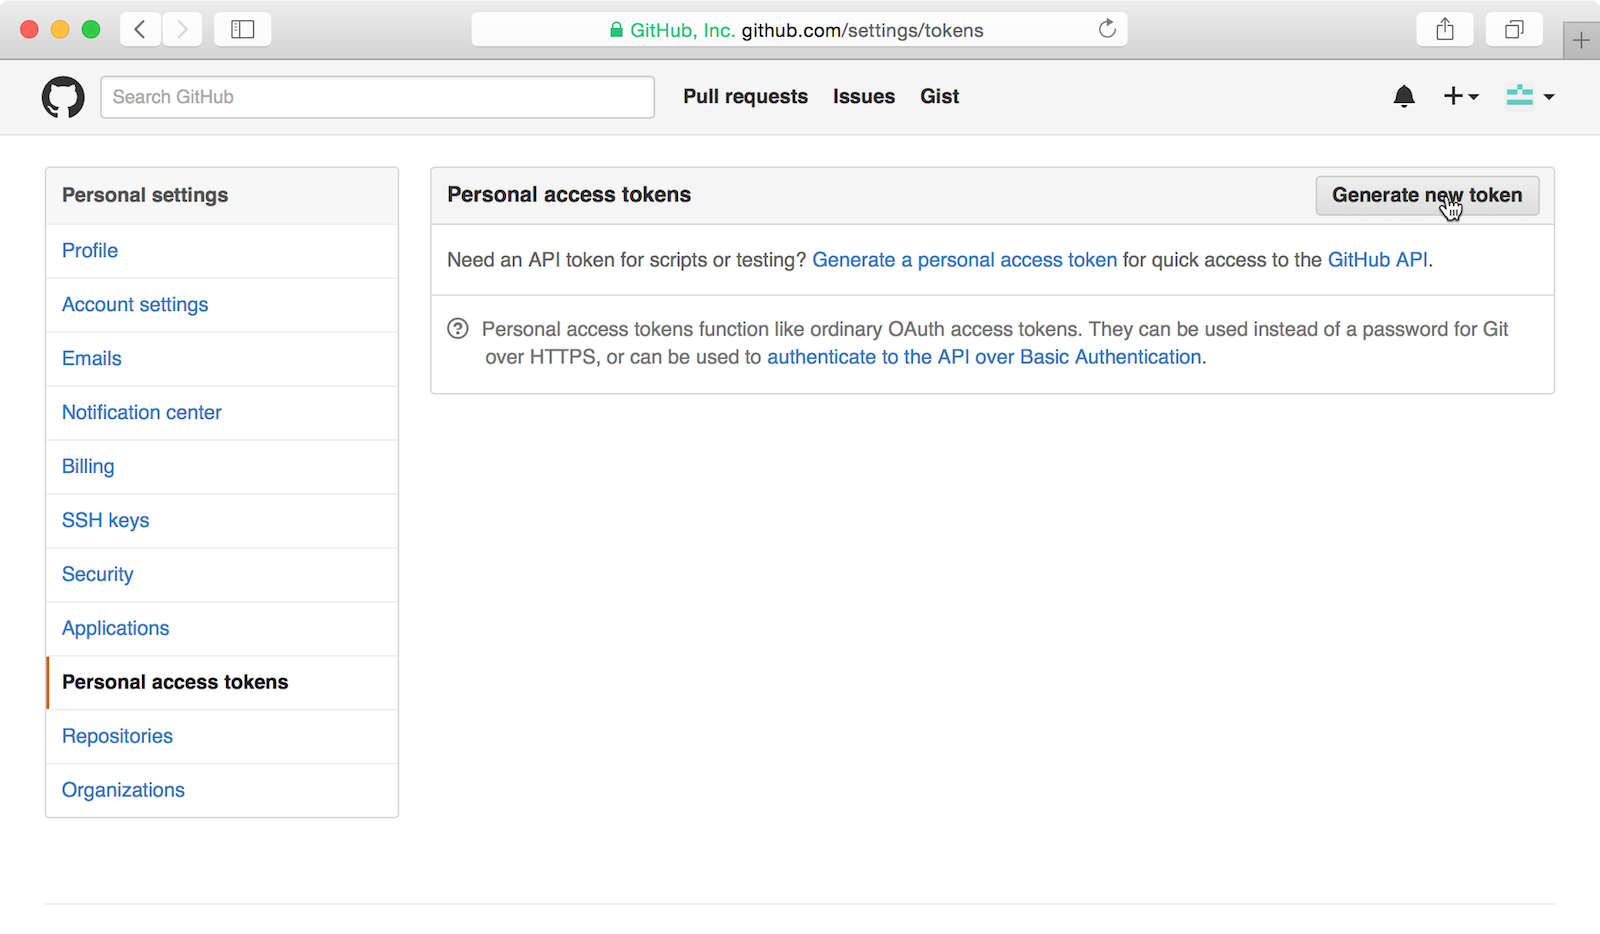 GitHub, Inc. github.com/settings/tokens
Search GitHub
Pull requests Issues Gist
Personal settings
Profile
Account settings
Emails
Notification center
Billing
SSH keys
Security
Applications
Personal access tokens
Repositories
Organizations
Personal access tokens
Generate new token
Need an API token for scripts or testing? Generate a personal access token for quick access to the GitHub API.
Personal access tokens function like ordinary OAuth access tokens. They can be used instead of a password for Git
over HTTPS, or can be used to authenticate to the API over Basic Authentication.